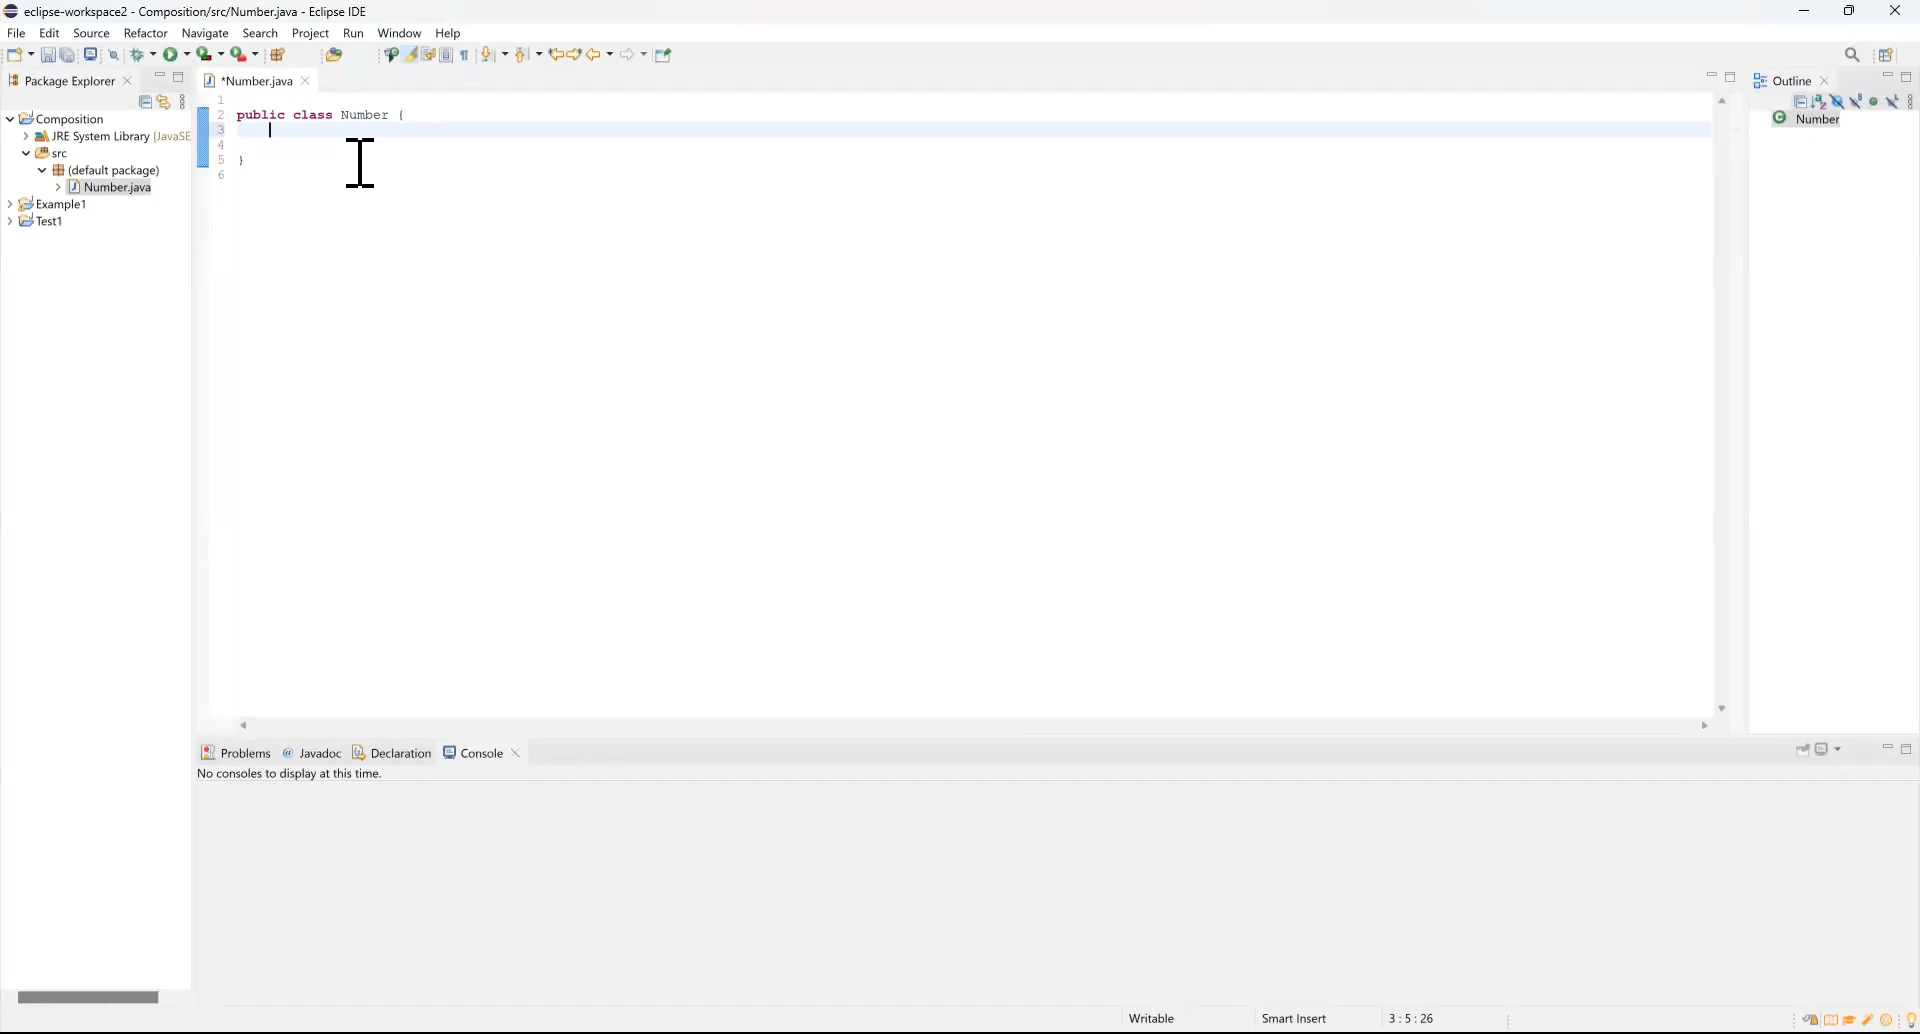 eclipse-workspace2 - Composition/src/Number.java - Eclipse IDE
File Edit Source Refactor Navigate Search Project Run Window Help
Package Explorer
*Number.java
Outline
Composition
JRE System Library [JavaSE
src
(default package)
Number.java
Example1
Test1
1
2 public class Number {
3
4
5 }
6
Number
Problems @ Javadoc Declaration Console
No consoles to display at this time.
Writable Smart Insert 3 : 5 : 26